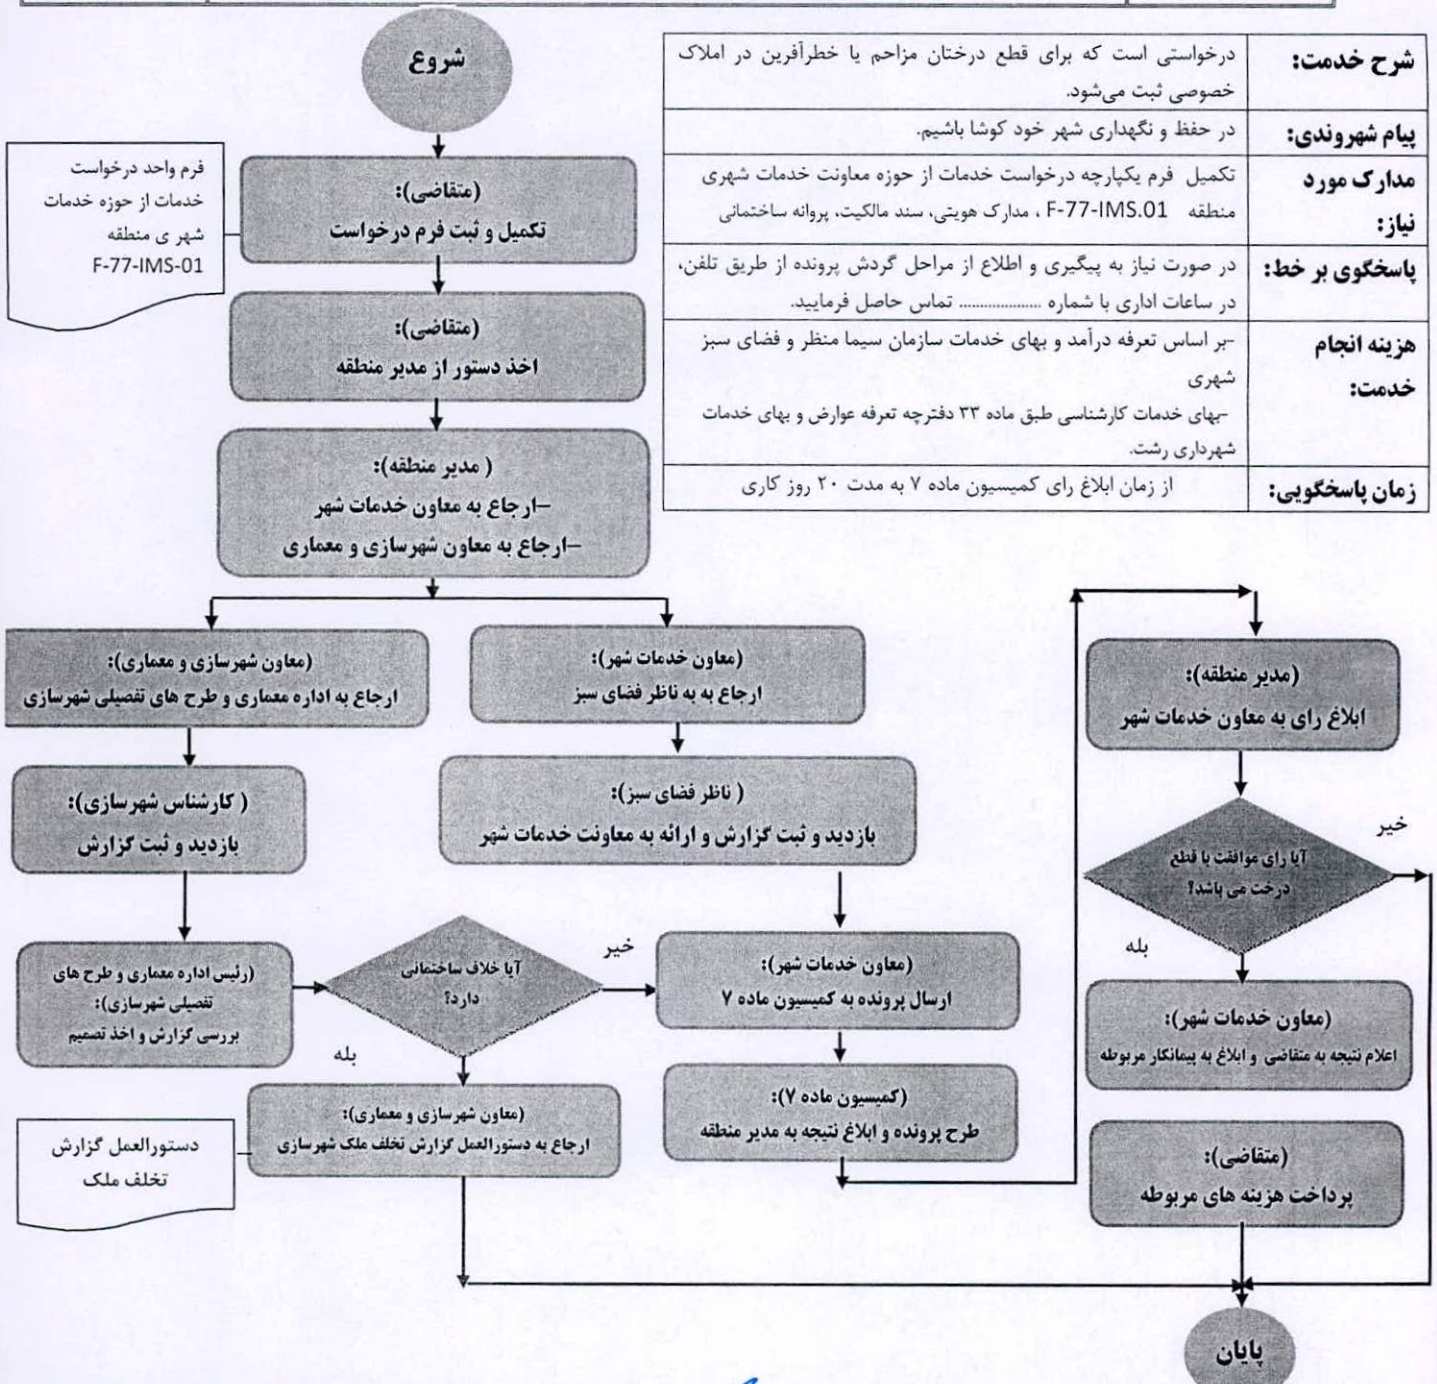 شروع
شرح خدمت:
درخواستی است که برای قطع درختان مزاحم یا خطرآفرین در املاک
خصوصی ثبت می‌شود.
پیام شهروندی:
در حفظ و نگهداری شهر خود کوشا باشیم.
مدارک مورد
نیاز:
تکمیل فرم یکپارچه درخواست خدمات از حوزه معاونت خدمات شهری
منطقه F-77-IMS.01 ، مدارک هویتی، سند مالکیت، پروانه ساختمانی
پاسخگوی بر خط:
در صورت نیاز به پیگیری و اطلاع از مراحل گردش پرونده از طریق تلفن،
در ساعات اداری با شماره .................... تماس حاصل فرمایید.
هزینه انجام
خدمت:
-بر اساس تعرفه درآمد و بهای خدمات سازمان سیما منظر و فضای سبز
شهری
-بهای خدمات کارشناسی طبق ماده ۳۳ دفترچه تعرفه عوارض و بهای خدمات
شهرداری رشت.
زمان پاسخگویی:
از زمان ابلاغ رای کمیسیون ماده ۷ به مدت ۲۰ روز کاری
(متقاضی):
تکمیل و ثبت فرم درخواست
فرم واحد درخواست
خدمات از حوزه خدمات
شهر ی منطقه
F-77-IMS-01
(متقاضی):
اخذ دستور از مدیر منطقه
( مدیر منطقه):
–ارجاع به معاون خدمات شهر
–ارجاع به معاون شهرسازی و معماری
(معاون خدمات شهر):
ارجاع به به ناظر فضای سبز
(معاون شهرسازی و معماری):
ارجاع به اداره معماری و طرح های تفصیلی شهرسازی
( ناظر فضای سبز):
بازدید و ثبت گزارش و ارائه به معاونت خدمات شهر
( کارشناس شهرسازی):
بازدید و ثبت گزارش
(رئیس اداره معماری و طرح های
تفصیلی شهرسازی):
بررسی گزارش و اخذ تصمیم
آیا خلاف ساختمانی
دارد؟
خیر
بله
(معاون شهرسازی و معماری):
ارجاع به دستورالعمل گزارش تخلف ملک شهرسازی
دستورالعمل گزارش
تخلف ملک
(معاون خدمات شهر):
ارسال پرونده به کمیسیون ماده ۷
(کمیسیون ماده ۷):
طرح پرونده و ابلاغ نتیجه به مدیر منطقه
(مدیر منطقه):
ابلاغ رای به معاون خدمات شهر
آیا رای موافقت با قطع
درخت می باشد؟
خیر
بله
(معاون خدمات شهر):
اعلام نتیجه به متقاضی و ابلاغ به پیمانکار مربوطه
(متقاضی):
پرداخت هزینه های مربوطه
پایان